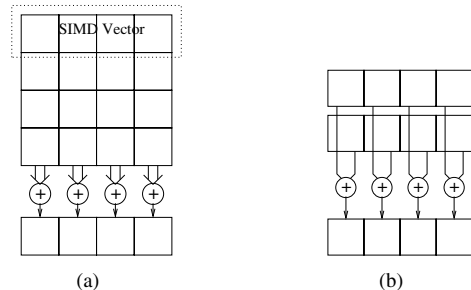 SIMD Vector
+ + + + + + + +
(a) (b)